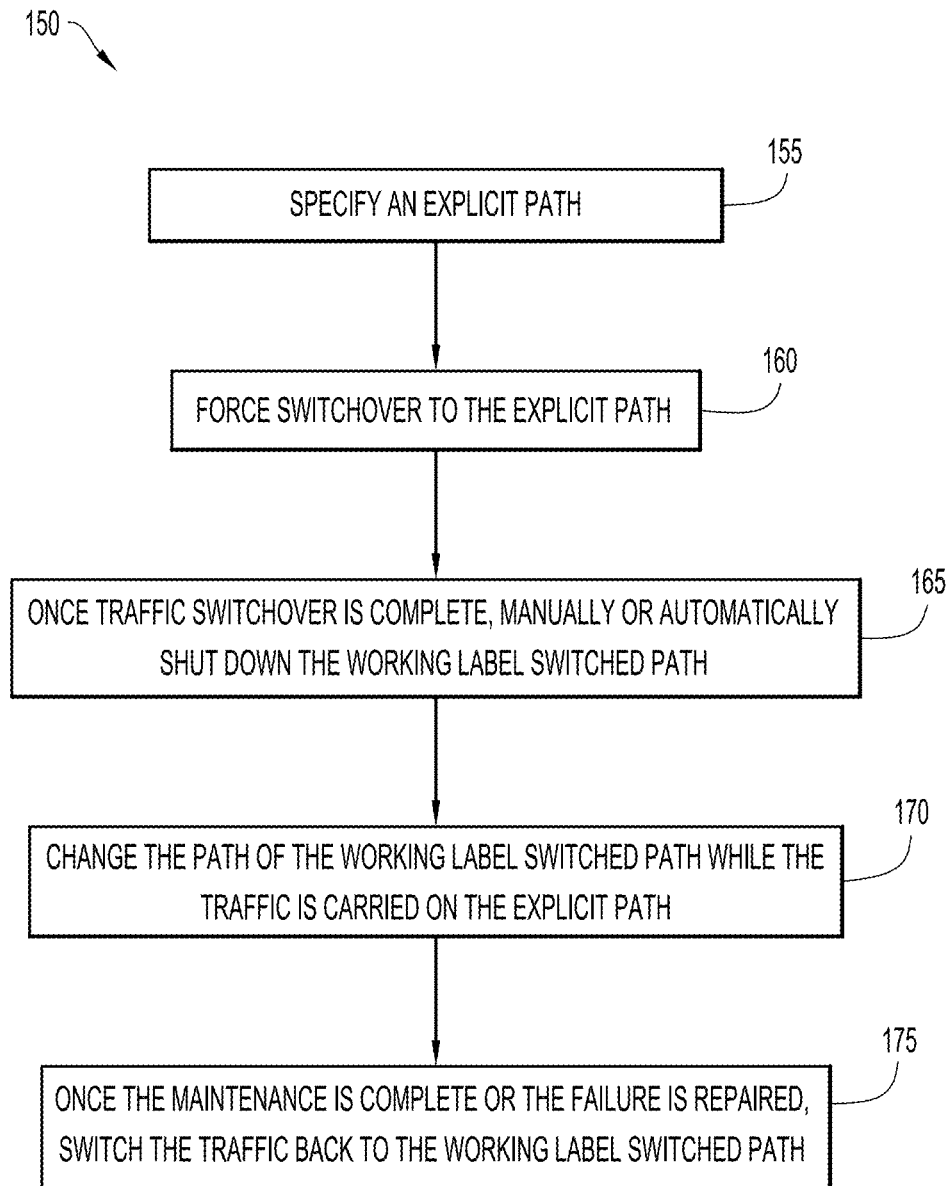 150
155
SPECIFY AN EXPLICIT PATH
160
FORCE SWITCHOVER TO THE EXPLICIT PATH
165
ONCE TRAFFIC SWITCHOVER IS COMPLETE, MANUALLY OR AUTOMATICALLY
SHUT DOWN THE WORKING LABEL SWITCHED PATH
170
CHANGE THE PATH OF THE WORKING LABEL SWITCHED PATH WHILE THE
TRAFFIC IS CARRIED ON THE EXPLICIT PATH
175
ONCE THE MAINTENANCE IS COMPLETE OR THE FAILURE IS REPAIRED,
SWITCH THE TRAFFIC BACK TO THE WORKING LABEL SWITCHED PATH